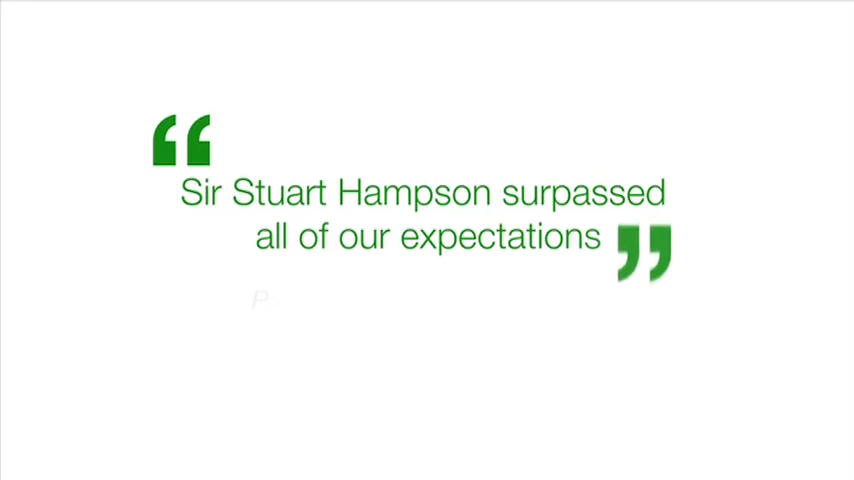 “Sir Stuart Hampson surpassed
all of our expectations”
P